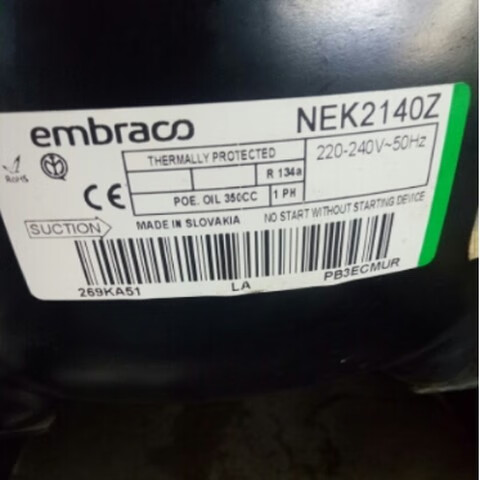 embraco
NEK2140Z
THERMALLY PROTECTED
220-240V~50Hz
R 134a
POE. OIL 350CC
1 PH
RoHS
CE
SUCTION
MADE IN SLOVAKIA
NO START WITHOUT STARTING DEVICE
269KA51
LA
PB3ECMUR